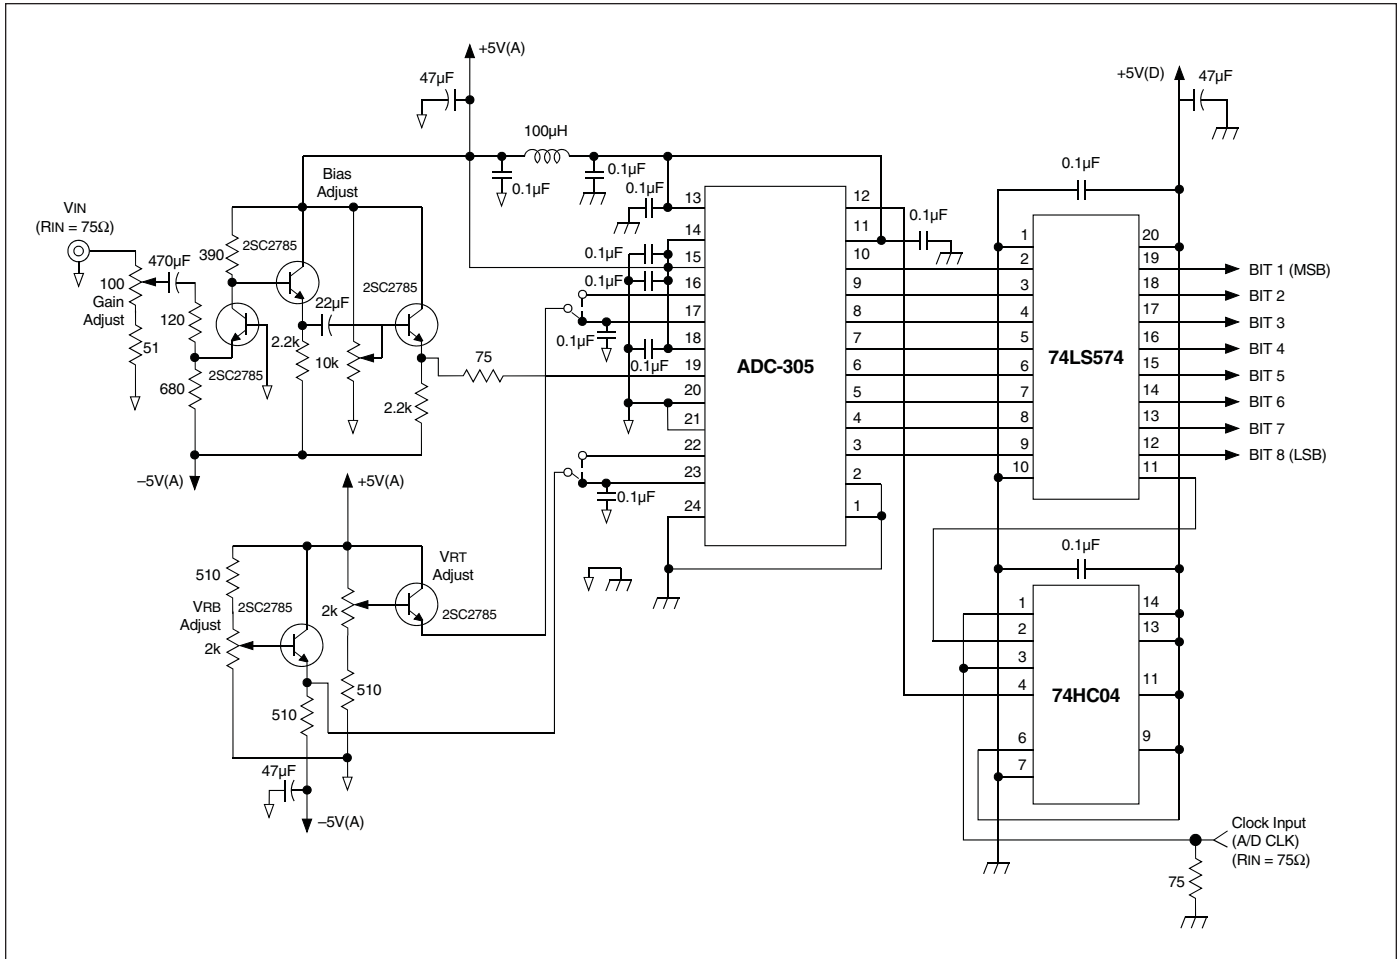 +5V(A)
47µF
100µH
0.1µF
0.1µF
0.1µF
Bias
Adjust
VIN
(RIN = 75Ω)
470µF
100
Gain
Adjust
51
120
680
390
2SC2785
2SC2785
2.2k
22µF
10k
2SC2785
2.2k
75
–5V(A)
0.1µF
0.1µF
0.1µF
0.1µF
0.1µF
ADC-305
13
14
15
16
17
18
19
20
21
22
23
24
12
11
10
9
8
7
6
5
4
3
2
1
0.1µF
+5V(A)
510
VRB
Adjust
2k
2SC2785
510
2k
510
VRT
Adjust
2SC2785
47µF
–5V(A)
+5V(D)
47µF
0.1µF
74LS574
1
2
3
4
5
6
7
8
9
10
20
19
18
17
16
15
14
13
12
11
BIT 1 (MSB)
BIT 2
BIT 3
BIT 4
BIT 5
BIT 6
BIT 7
BIT 8 (LSB)
0.1µF
74HC04
1
2
3
4
6
7
14
13
11
9
Clock Input
(A/D CLK)
(RIN = 75Ω)
75